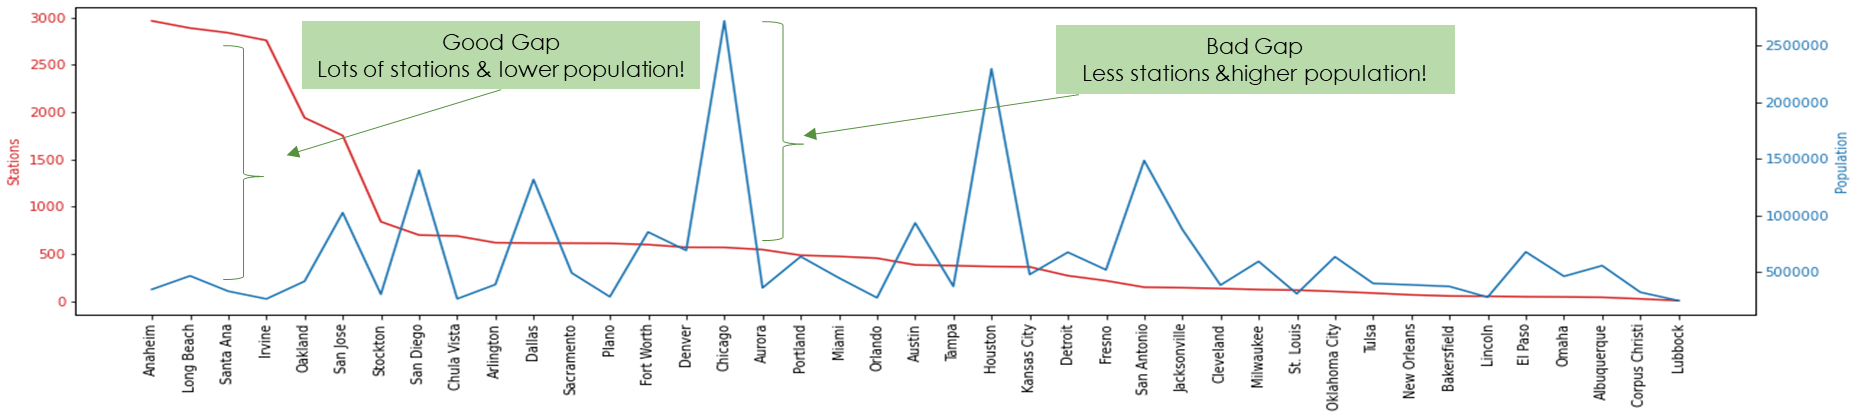 3000
2500
2000
1500
1000
500
0
Stations
Good Gap
Lots of stations & lower population!
Bad Gap
Less stations &higher population!
2500000
2000000
1500000
1000000
500000
Population
Anaheim
Long Beach
Santa Ana
Irvine
Oakland
San Jose
Stockton
San Diego
Chula Vista
Arlington
Dallas
Sacramento
Plano
Fort Worth
Denver
Chicago
Aurora
Portland
Miami
Orlando
Austin
Tampa
Houston
Kansas City
Detroit
Fresno
San Antonio
Jacksonville
Cleveland
Milwaukee
St. Louis
Oklahoma City
Tulsa
New Orleans
Bakersfield
Lincoln
El Paso
Omaha
Albuquerque
Corpus Christi
Lubbock